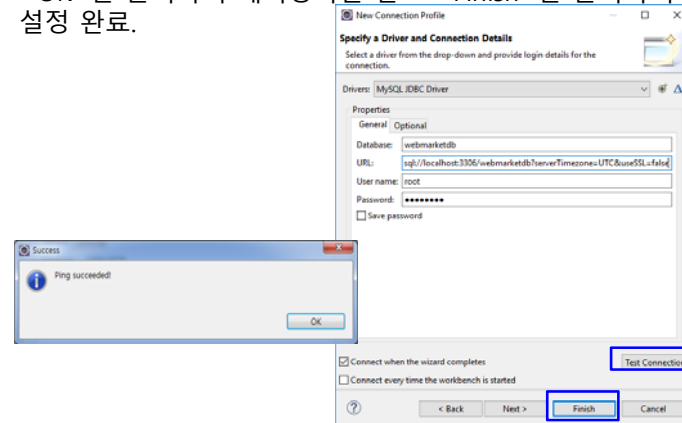 설정 완료.
New Connection Profile
Specify a Driver and Connection Details
Select a driver from the drop-down and provide login details for the
connection.
Drivers: MySQL JDBC Driver
Properties
General Optional
Database: webmarketdb
URL: sql://localhost:3306/webmarketdb?serverTimezone=UTC&useSSL=false
User name: root
Password: ●●●●●●●●
Save password
Success
Ping succeeded!
OK
Connect when the wizard completes
Test Connection
Connect every time the workbench is started
< Back Next > Finish Cancel